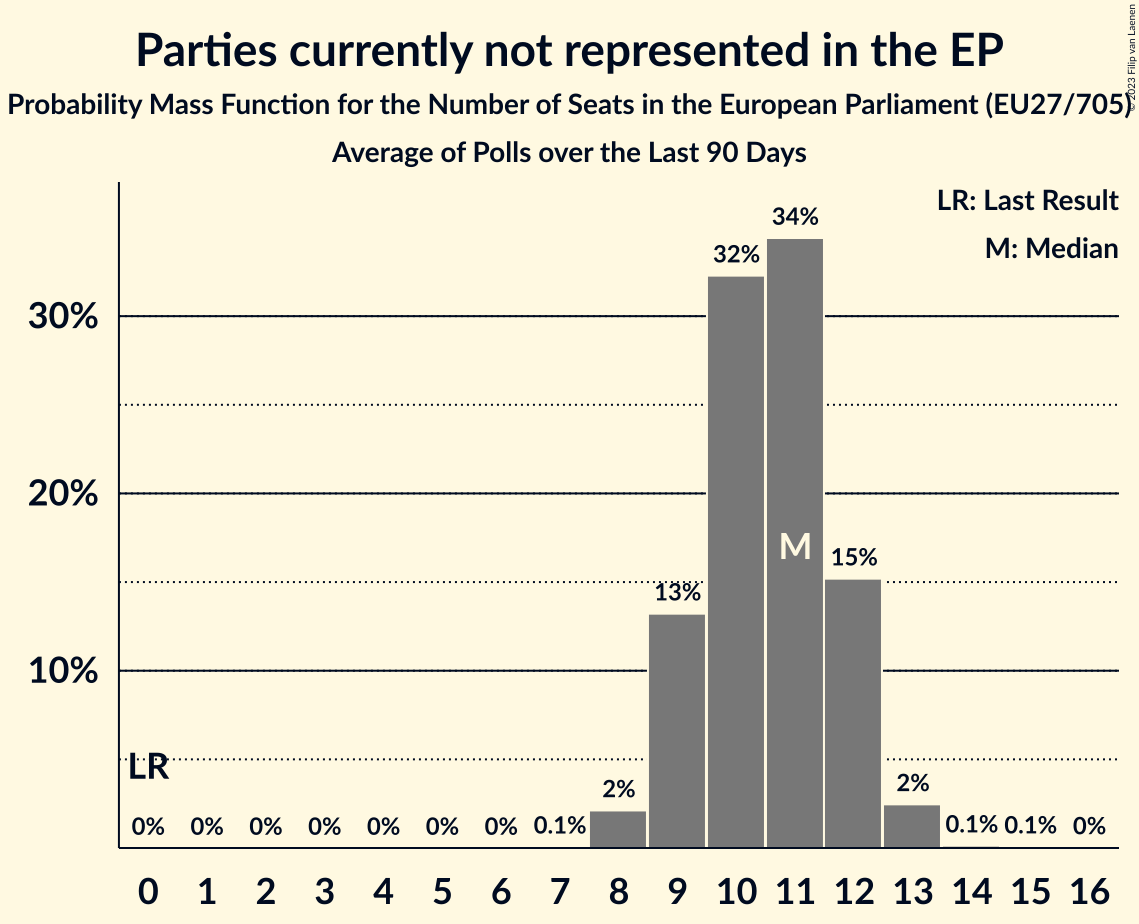 Parties currently not represented in the EP
Probability Mass Function for the Number of Seats in the European Parliament (EU27/705)
Average of Polls over the Last 90 Days
© 2023 Filip van Laenen
LR: Last Result
M: Median
34%
32%
30%
20%
M
15%
13%
10%
LR
2%
2%
0% 0% 0% 0% 0% 0% 0% 0.1% 0.1% 0.1% 0%
0 1 2 3 4 5 6 7 8 9 10 11 12 13 14 15 16